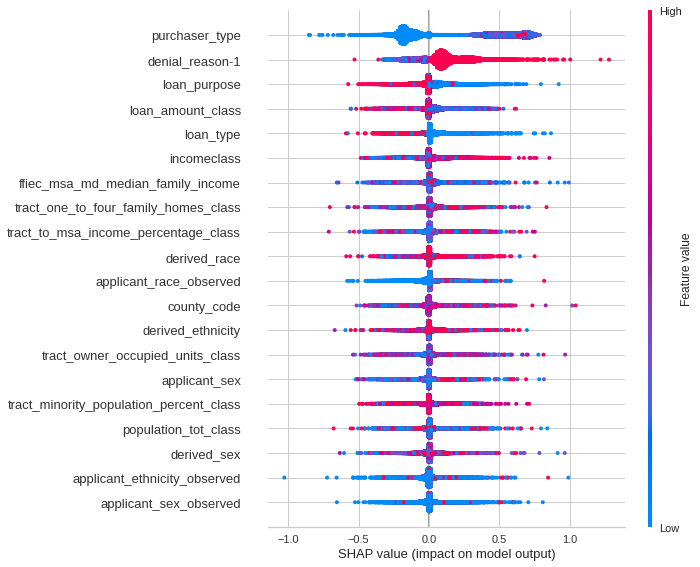 High
purchaser_type
denial_reason-1
loan_purpose
loan_amount_class
loan_type
incomeclass
ffiec_msa_md_median_family_income
tract_one_to_four_family_homes_class
tract_to_msa_income_percentage_class
derived_race
applicant_race_observed
county_code
derived_ethnicity
tract_owner_occupied_units_class
applicant_sex
tract_minority_population_percent_class
population_tot_class
derived_sex
applicant_ethnicity_observed
applicant_sex_observed
Feature value
Low
−1.0 −0.5 0.0 0.5 1.0
SHAP value (impact on model output)